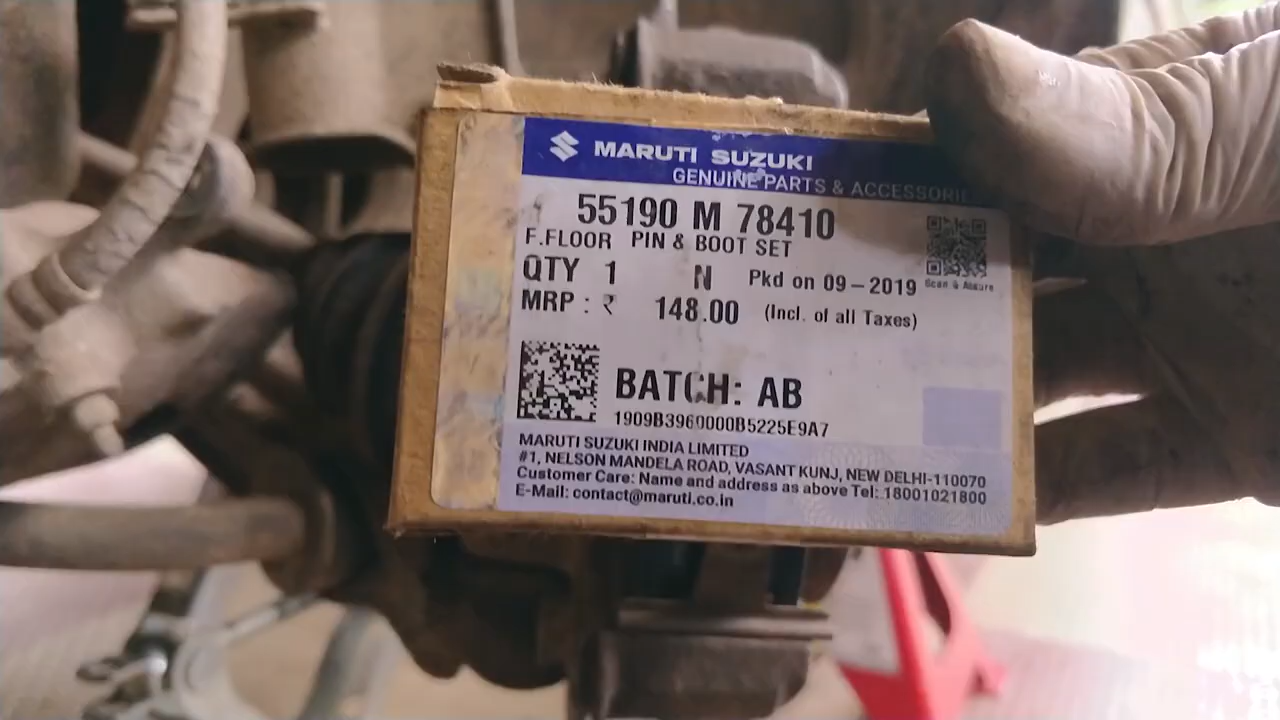 MARUTI SUZUKI
GENUINE PARTS & ACCESSORIE
55190 M 78410
F.FLOOR PIN & BOOT SET
QTY 1 N Pkd on 09-2019
Scan & Assure
MRP : ₹ 148.00 (Incl. of all Taxes)
BATCH: AB
1909B3960000B5225E9A7
MARUTI SUZUKI INDIA LIMITED
#1, NELSON MANDELA ROAD, VASANT KUNJ, NEW DELHI-110070
Customer Care: Name and address as above Tel: 18001021800
E-Mail: contact@maruti.co.in